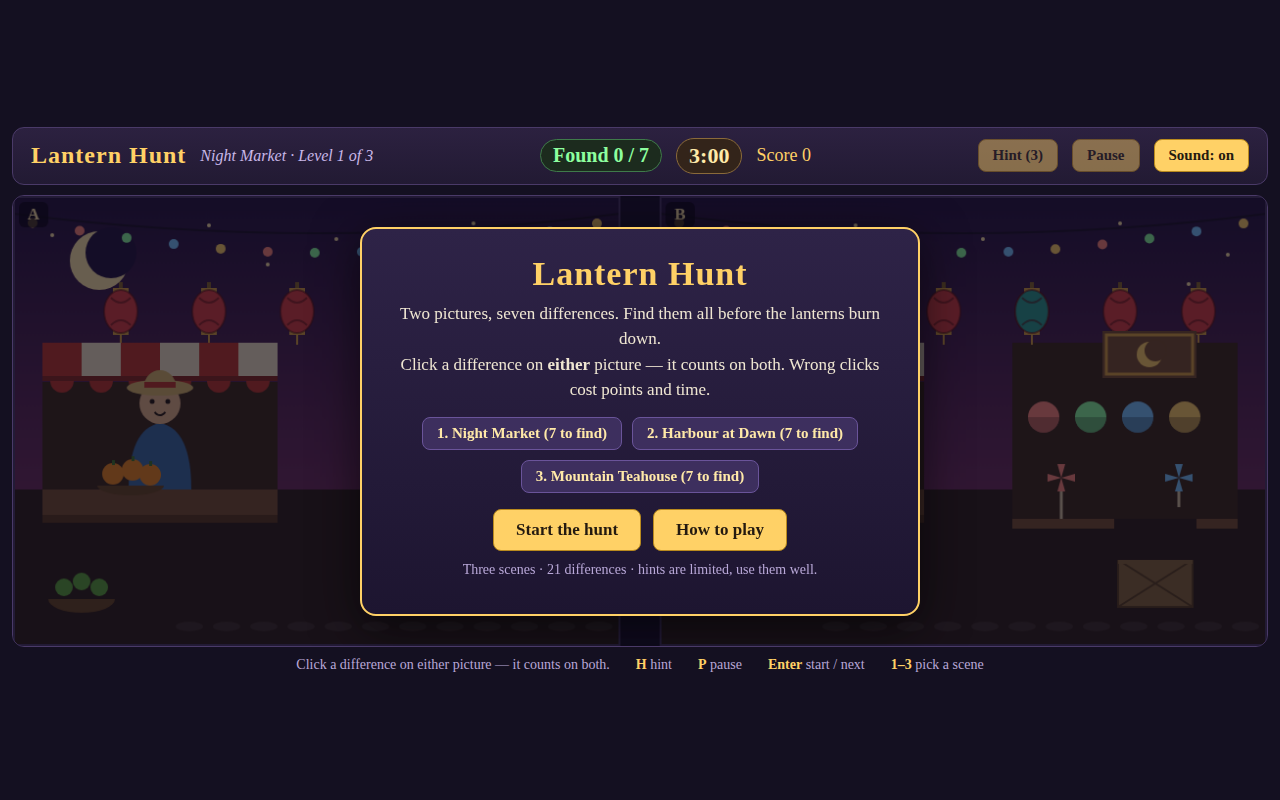 Lantern Hunt Night Market · Level 1 of 3 Found 0 / 7 3:00 Score 0 Hint (3) Pause Sound: on
A B
Lantern Hunt
Two pictures, seven differences. Find them all before the lanterns burn
down.
Click a difference on either picture — it counts on both. Wrong clicks
cost points and time.
1. Night Market (7 to find) 2. Harbour at Dawn (7 to find)
3. Mountain Teahouse (7 to find)
Start the hunt How to play
Three scenes · 21 differences · hints are limited, use them well.
Click a difference on either picture — it counts on both. H hint P pause Enter start / next 1–3 pick a scene